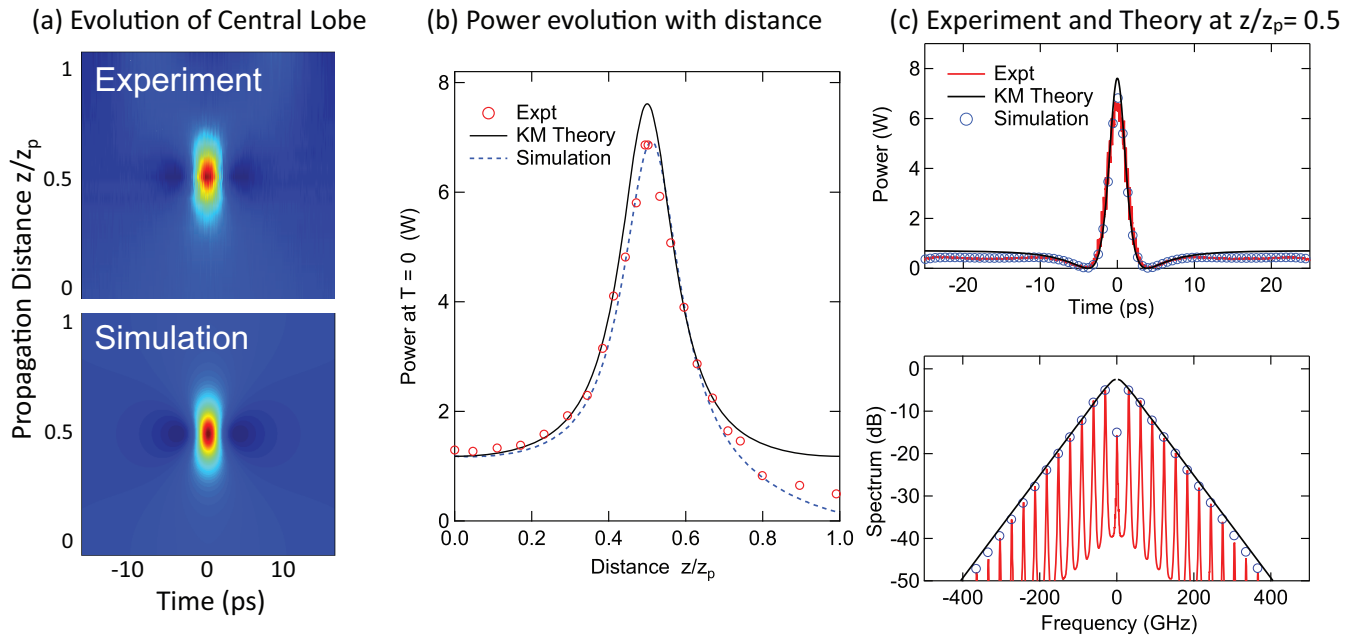 (a) Evolution of Central Lobe
Propagation Distance z/zp
1
Experiment
0.5
0
1
Simulation
0.5
0
-10 0 10
Time (ps)
(b) Power evolution with distance
Power at T = 0 (W)
8
6
4
2
0
Expt
KM Theory
Simulation
0.0 0.2 0.4 0.6 0.8 1.0
Distance z/zp
(c) Experiment and Theory at z/zp= 0.5
Power (W)
8
6
4
2
0
Expt
KM Theory
Simulation
-20 -10 0 10 20
Time (ps)
Spectrum (dB)
0
-10
-20
-30
-40
-50
-400 -200 0 200 400
Frequency (GHz)